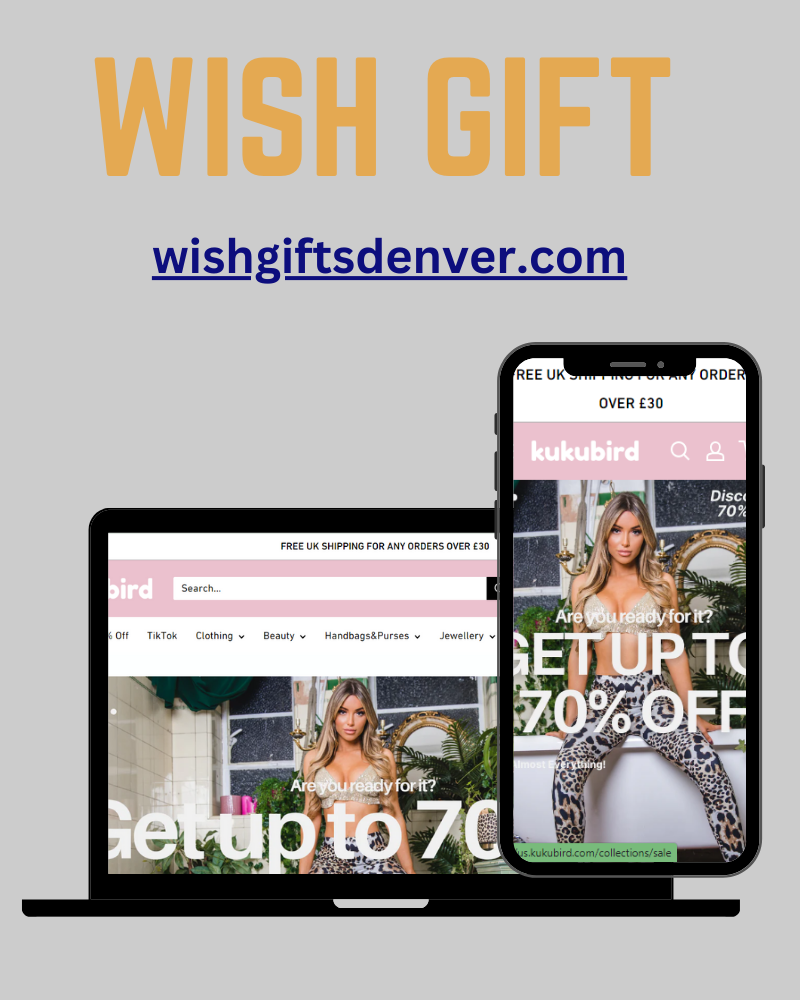 WISH GIFT
wishgiftsdenver.com
FREE UK SHIPPING FOR ANY ORDERS OVER £30
bird
Search...
% Off TikTok Clothing Beauty Handbags&Purses Jewellery
Are you ready for it?
Get up to 70
FREE UK SHIPPING FOR ANY ORDER
OVER £30
kukubird
Disco
70%
Are you ready for it?
GET UP TO
70% OFF
Almost Everything!
us.kukubird.com/collections/sale